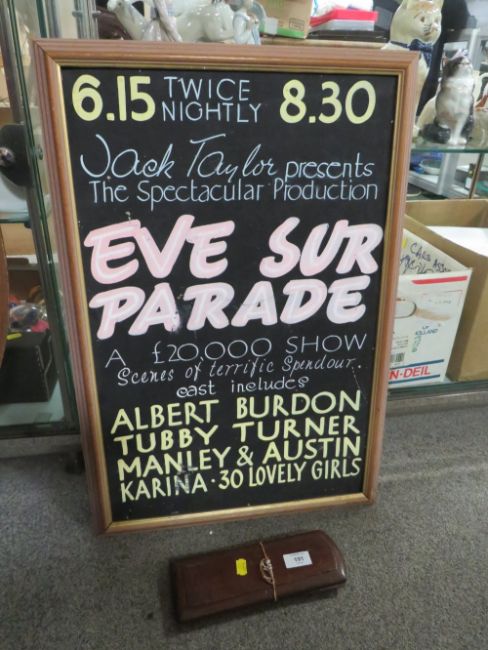 6.15 TWICE NIGHTLY 8.30
Jack Taylor presents
The Spectacular Production
EVE SUR
PARADE
A £20,000 SHOW
Scenes of terrific Spendour.
cast includes
ALBERT BURDON
TUBBY TURNER
MANLEY & AUSTIN
KARINA · 30 LOVELY GIRLS